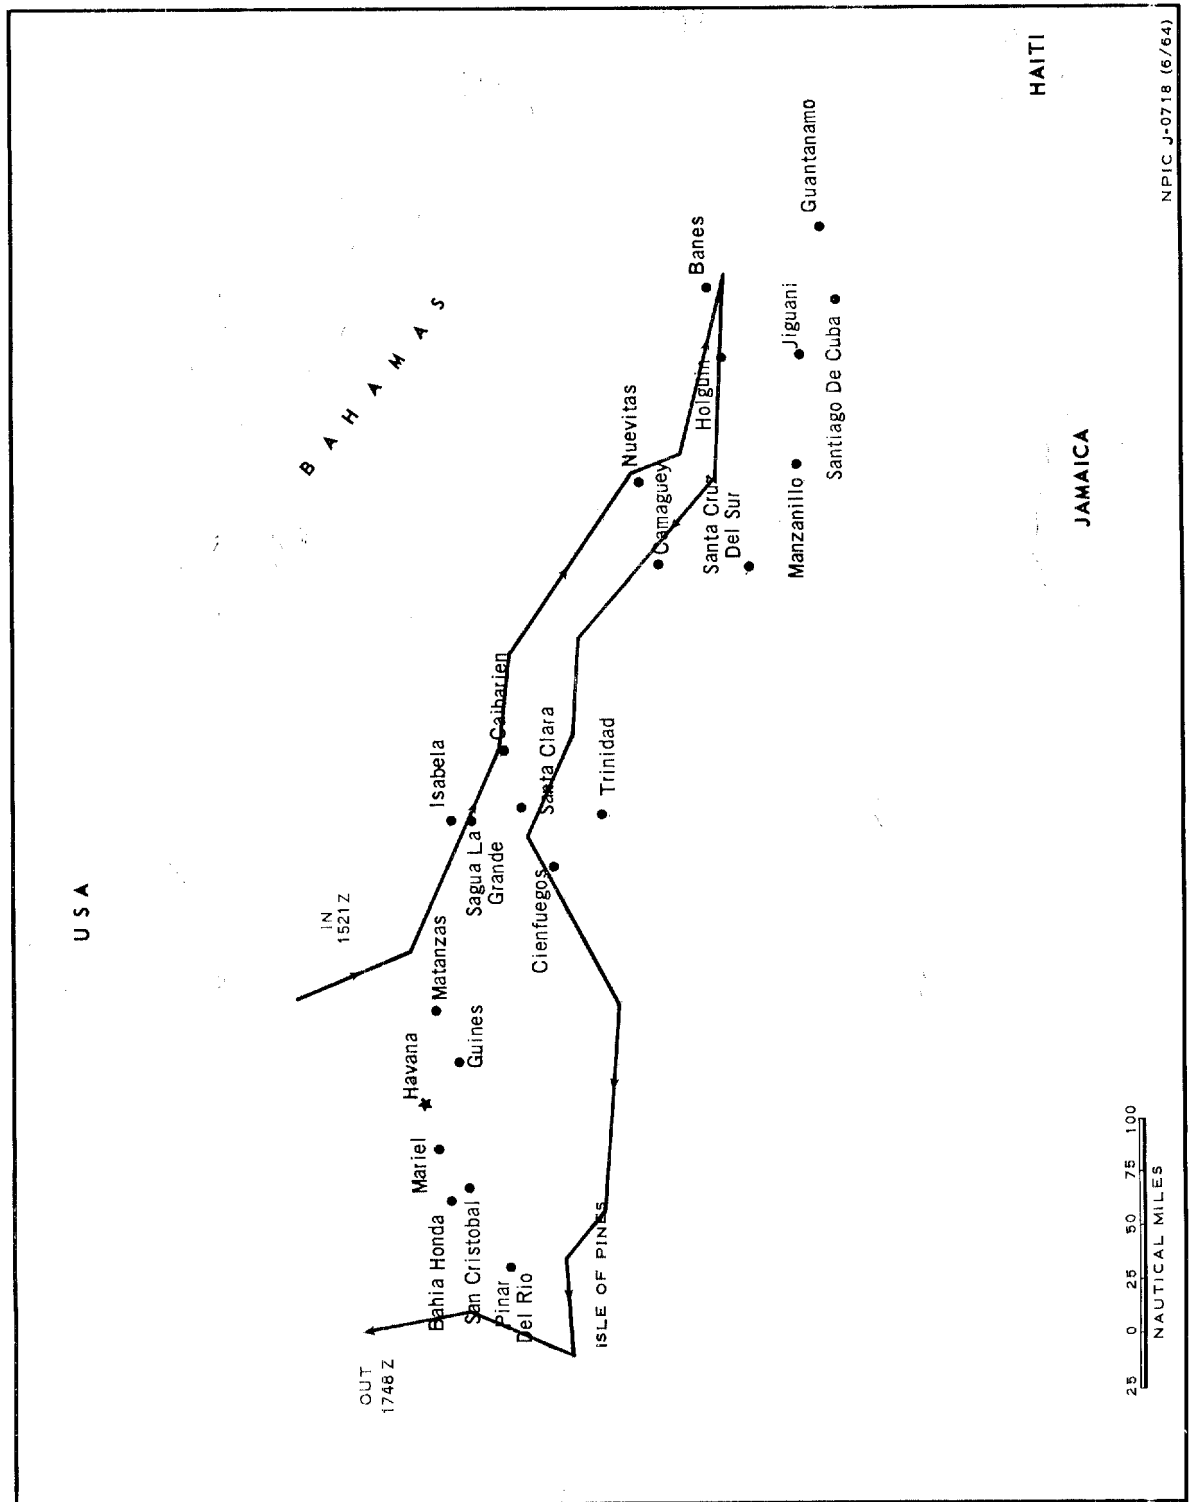 USA
BAHAMAS
HAITI
JAMAICA
IN
1521 Z
OUT
1748 Z
Havana
Matanzas
Guines
Mariel
Bahia Honda
San Cristobal
Pinar
Del Rio
ISLE OF PINES
Isabela
Sagua La
Grande
Caibarien
Santa Clara
Cienfuegos
Trinidad
Nuevitas
Camaguey
Santa Cruz
Del Sur
Holguin
Banes
Manzanillo
Jiguani
Santiago De Cuba
Guantanamo
25 0 25 50 75 100
NAUTICAL MILES
NPIC J-0718 (6/64)